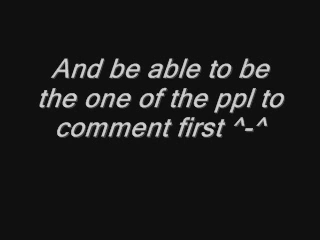 And be able to be
the one of the ppl to
comment first ^-^